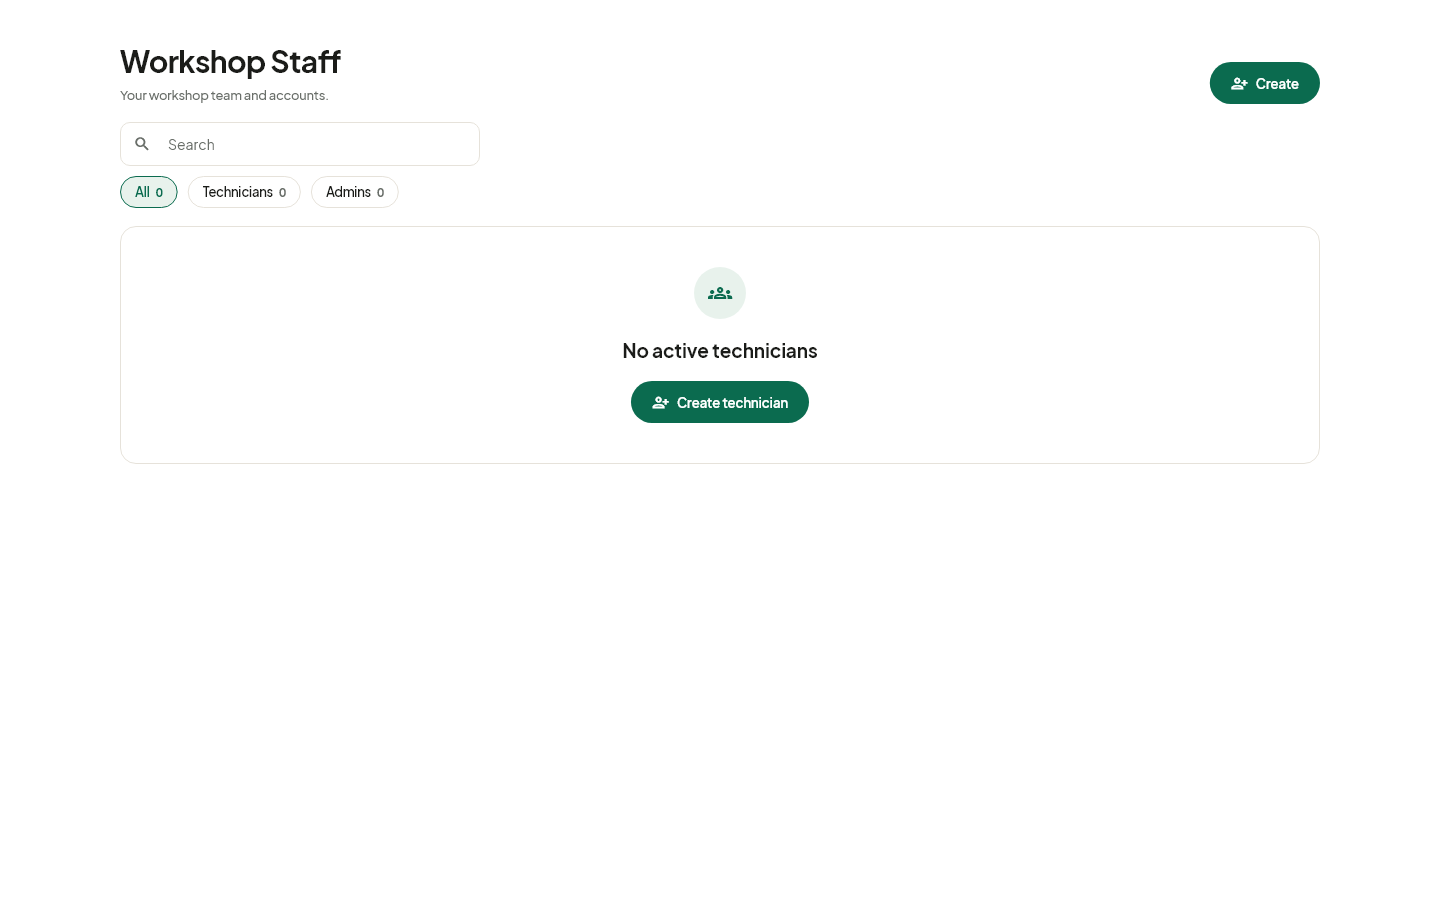 Workshop Staff
Your workshop team and accounts.
Create
Search
All 0
Technicians 0
Admins 0
No active technicians
Create technician